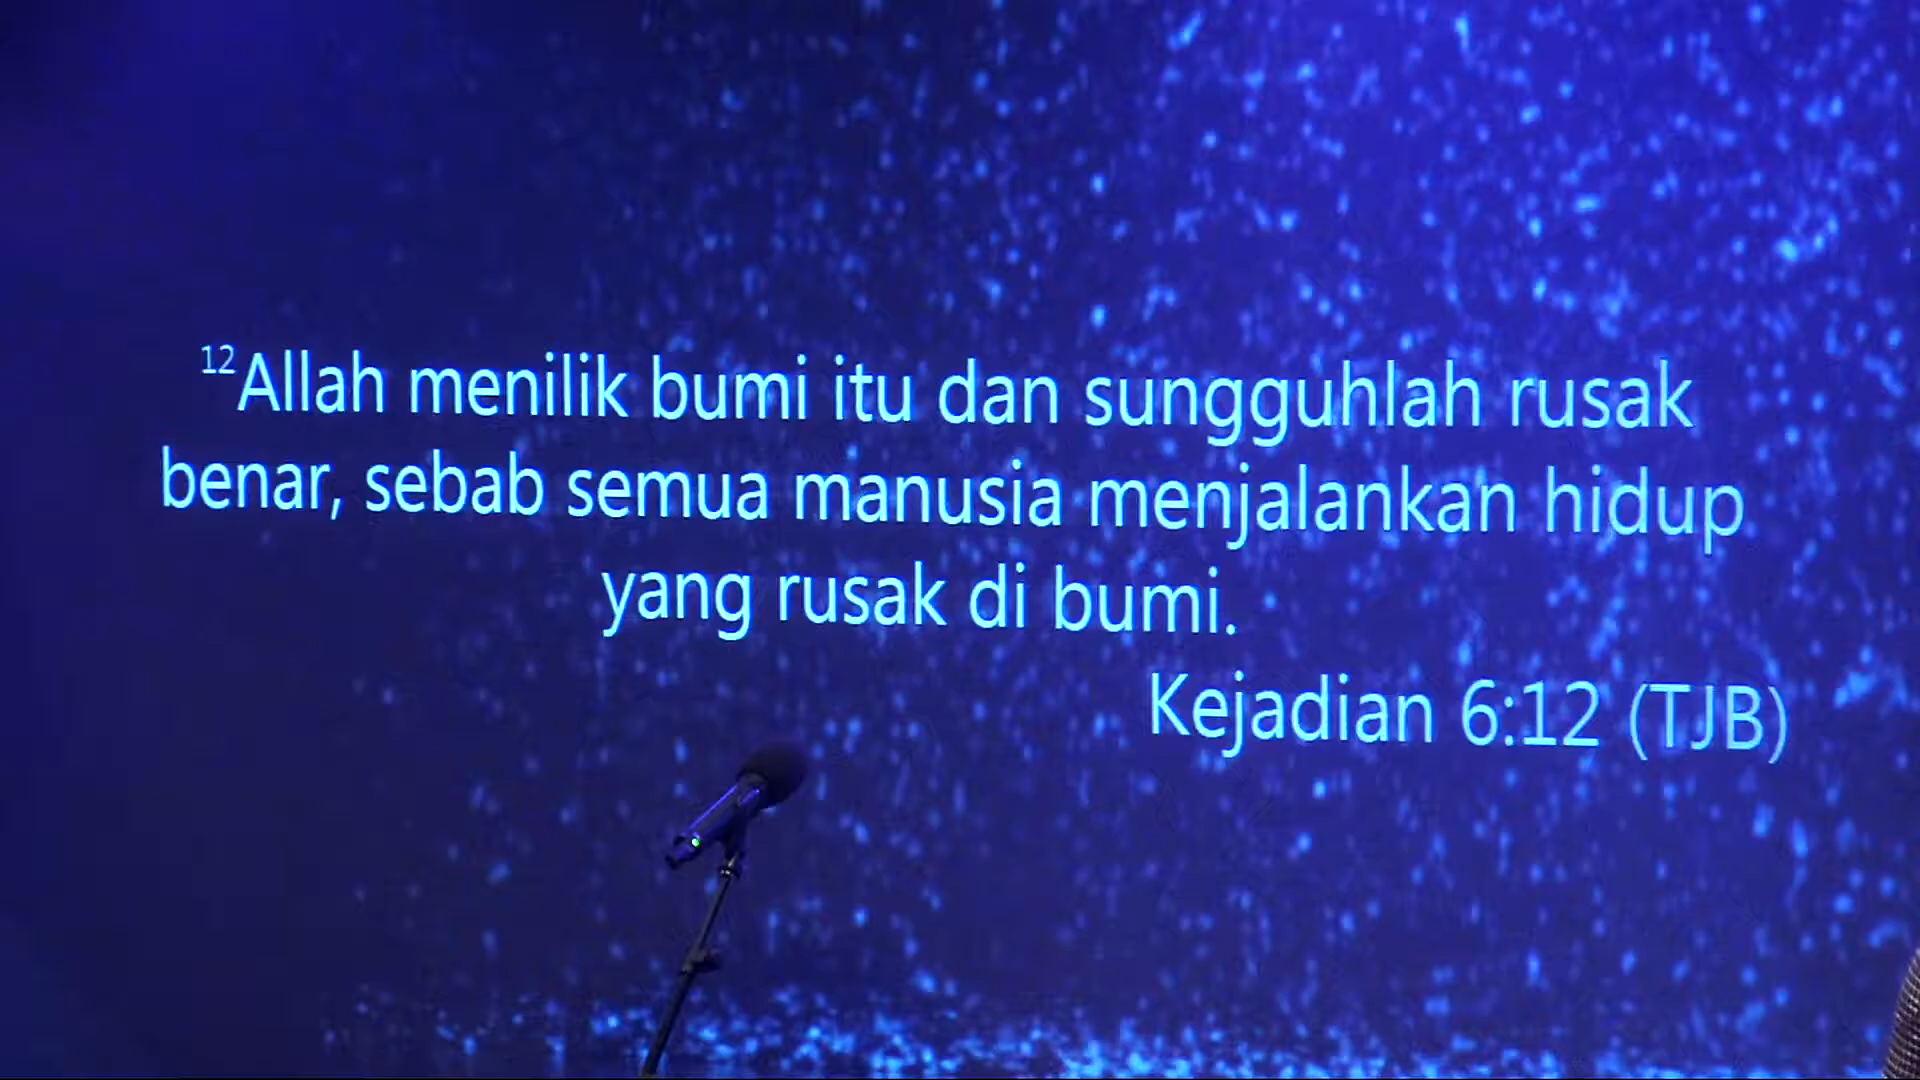 12Allah menilik bumi itu dan sungguhlah rusak
benar, sebab semua manusia menjalankan hidup
yang rusak di bumi.
Kejadian 6:12 (TJB)